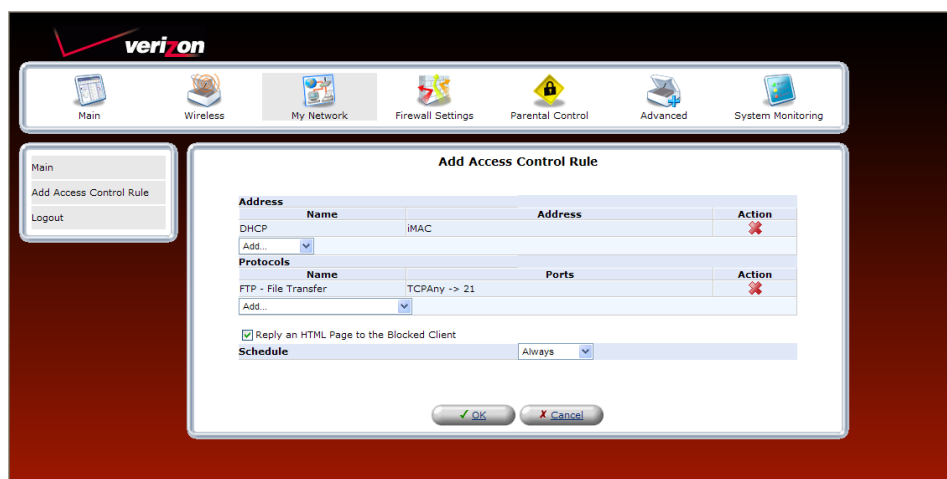 verizon
Main Wireless My Network Firewall Settings Parental Control Advanced System Monitoring
Main
Add Access Control Rule
Logout
Add Access Control Rule
Address
Name Address Action
DHCP iMAC
Add...
Protocols
Name Ports Action
FTP - File Transfer TCPAny -> 21
Add...
Reply an HTML Page to the Blocked Client
Schedule Always
OK Cancel